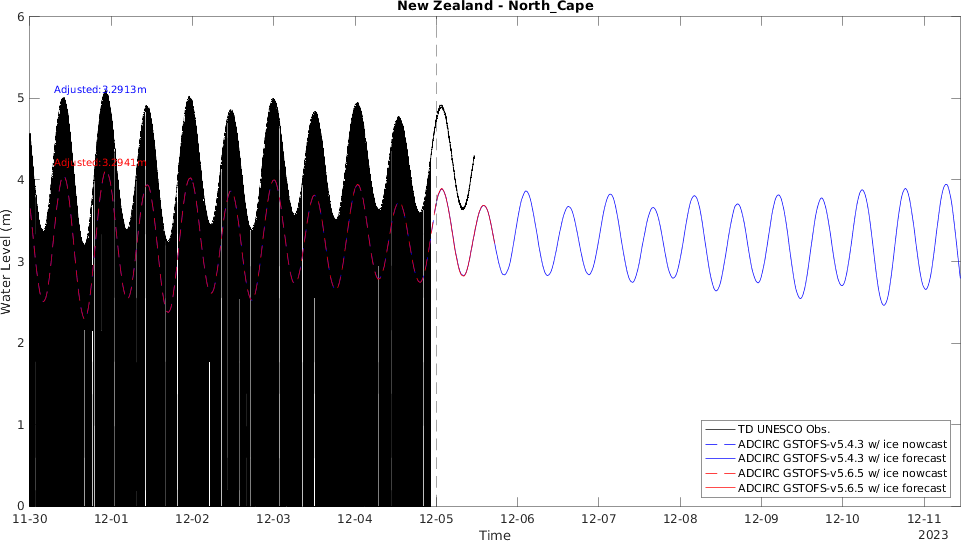 New Zealand - North_Cape
6
5
4
3
2
1
0
Water Level (m)
Adjusted:3.2913m
Adjusted:3.2941m
TD UNESCO Obs.
ADCIRC GSTOFS-v5.4.3 w/ ice nowcast
ADCIRC GSTOFS-v5.4.3 w/ ice forecast
ADCIRC GSTOFS-v5.6.5 w/ ice nowcast
ADCIRC GSTOFS-v5.6.5 w/ ice forecast
11-30 12-01 12-02 12-03 12-04 12-05 12-06 12-07 12-08 12-09 12-10 12-11
Time
2023